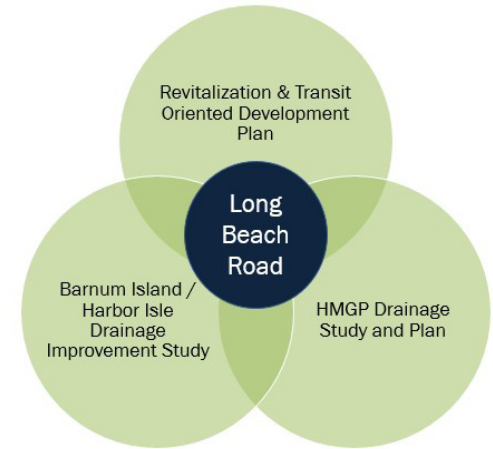 Revitalization & Transit
Oriented Development
Plan
Long
Beach
Road
Barnum Island /
Harbor Isle
Drainage
Improvement Study
HMGP Drainage
Study and Plan